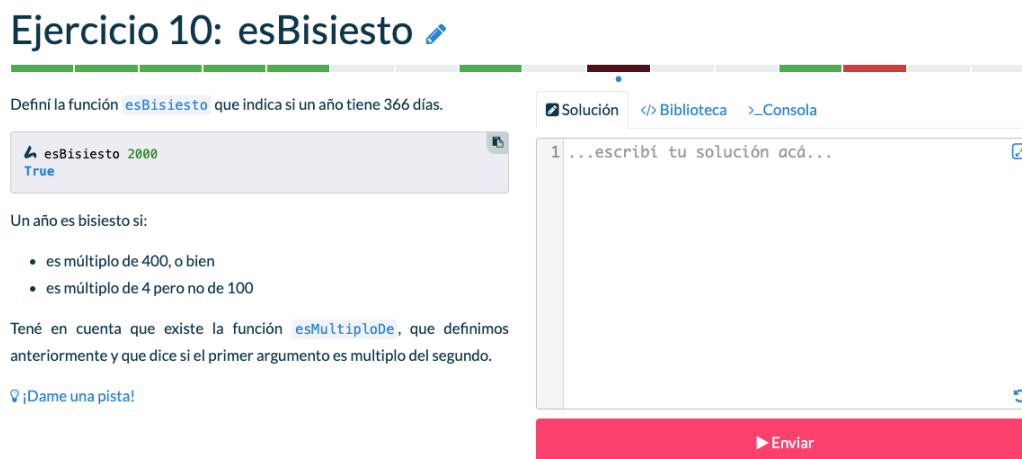 Ejercicio 10: esBisiesto
Definí la función esBisiesto que indica si un año tiene 366 días.
esBisiesto 2000
True
Un año es bisiesto si:
es múltiplo de 400, o bien
es múltiplo de 4 pero no de 100
Tené en cuenta que existe la función esMultiploDe, que definimos
anteriormente y que dice si el primer argumento es multiplo del segundo.
¡Dame una pista!
Solución </> Biblioteca >_Consola
1 ...escribí tu solución acá...
Enviar